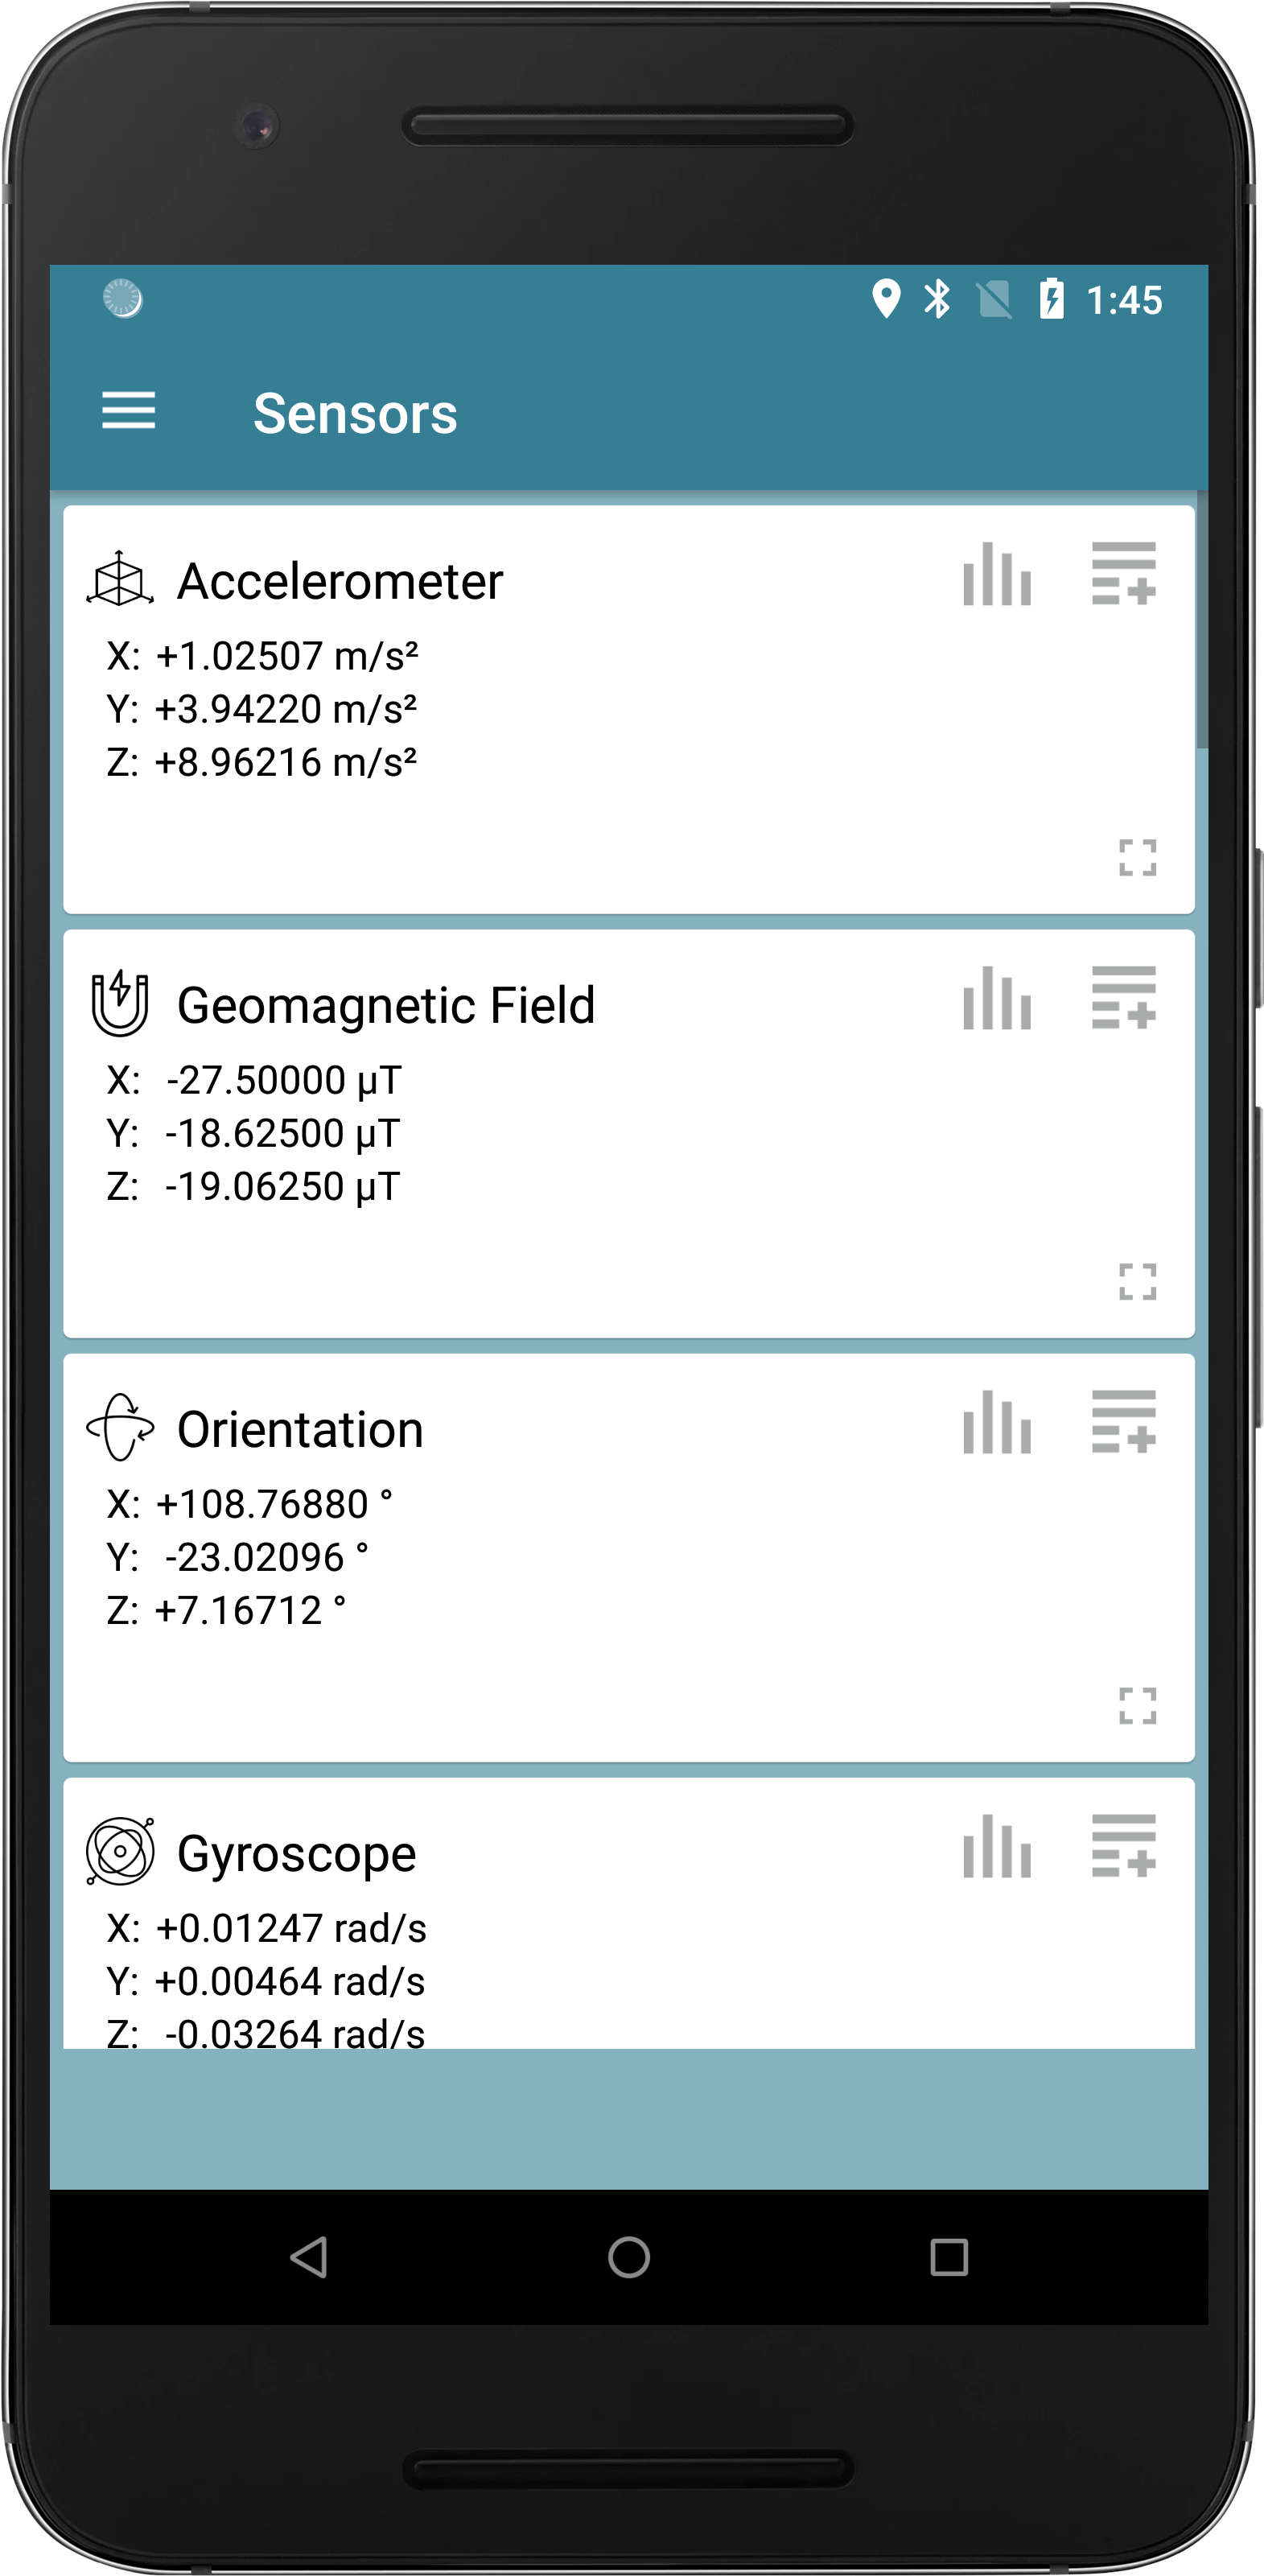 1:45
Sensors
Accelerometer
X: +1.02507 m/s²
Y: +3.94220 m/s²
Z: +8.96216 m/s²
Geomagnetic Field
X: -27.50000 µT
Y: -18.62500 µT
Z: -19.06250 µT
Orientation
X: +108.76880 °
Y: -23.02096 °
Z: +7.16712 °
Gyroscope
X: +0.01247 rad/s
Y: +0.00464 rad/s
Z: -0.03264 rad/s